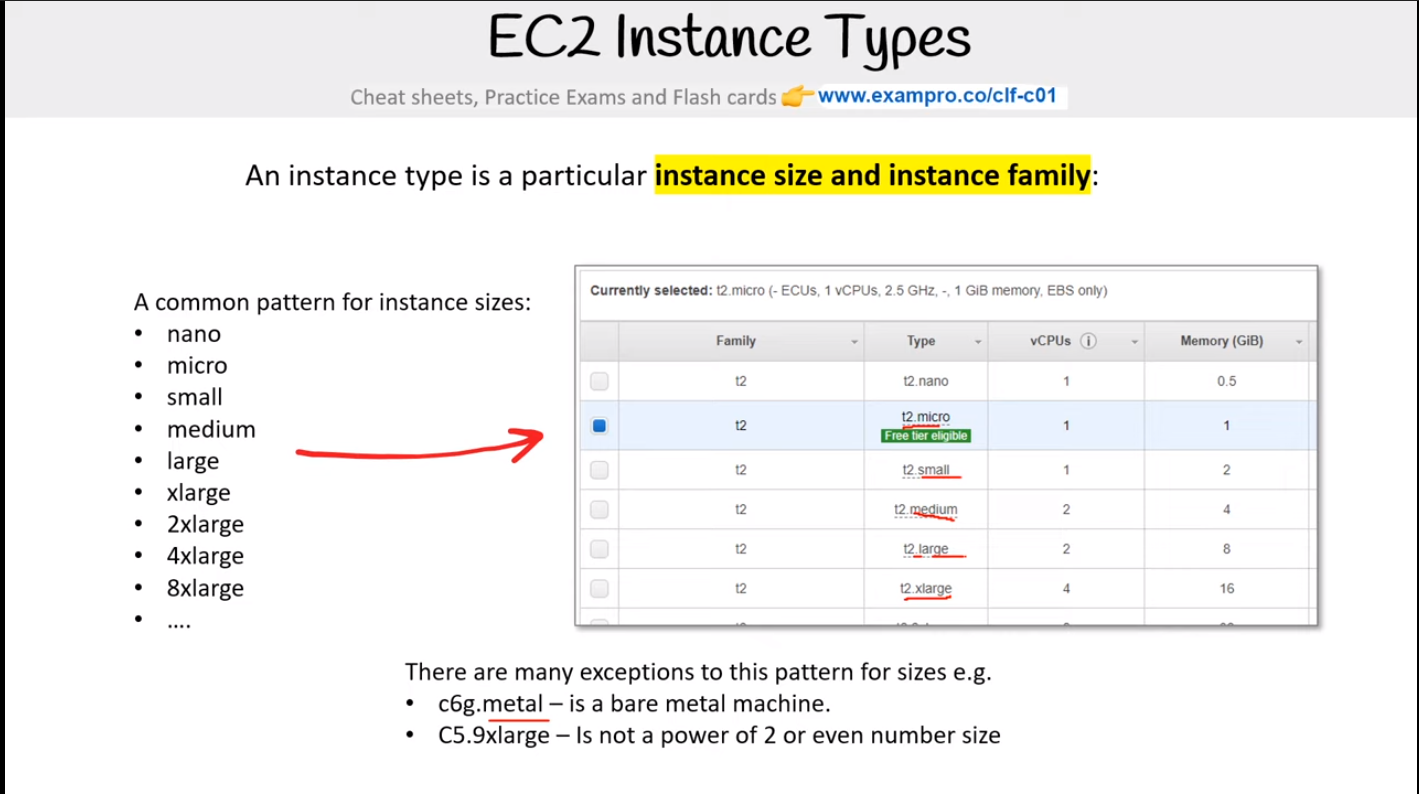 EC2 Instance Types
Cheat sheets, Practice Exams and Flash cards 👉 www.exampro.co/clf-c01
An instance type is a particular instance size and instance family:
A common pattern for instance sizes:
• nano
• micro
• small
• medium
• large
• xlarge
• 2xlarge
• 4xlarge
• 8xlarge
• ....
Currently selected: t2.micro (- ECUs, 1 vCPUs, 2.5 GHz, -, 1 GiB memory, EBS only)
Family Type vCPUs i Memory (GiB)
t2 t2.nano 1 0.5
t2 t2.micro 1 1
Free tier eligible
t2 t2.small 1 2
t2 t2.medium 2 4
t2 t2.large 2 8
t2 t2.xlarge 4 16
There are many exceptions to this pattern for sizes e.g.
• c6g.metal – is a bare metal machine.
• C5.9xlarge – Is not a power of 2 or even number size